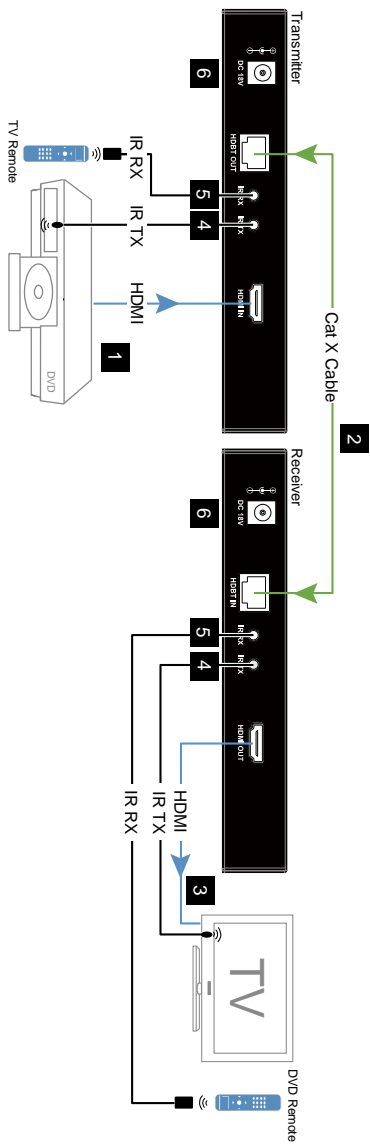 2
Cat X Cable
Transmitter
DC 18V
HDBT OUT
IR RX
IR TX
HDMI IN
6
5
4
IR RX
IR TX
HDMI
1
TV Remote
DVD
Receiver
DC 18V
HDBT IN
IR RX
IR TX
HDMI OUT
6
5
4
HDMI
IR TX
IR RX
3
TV
DVD Remote